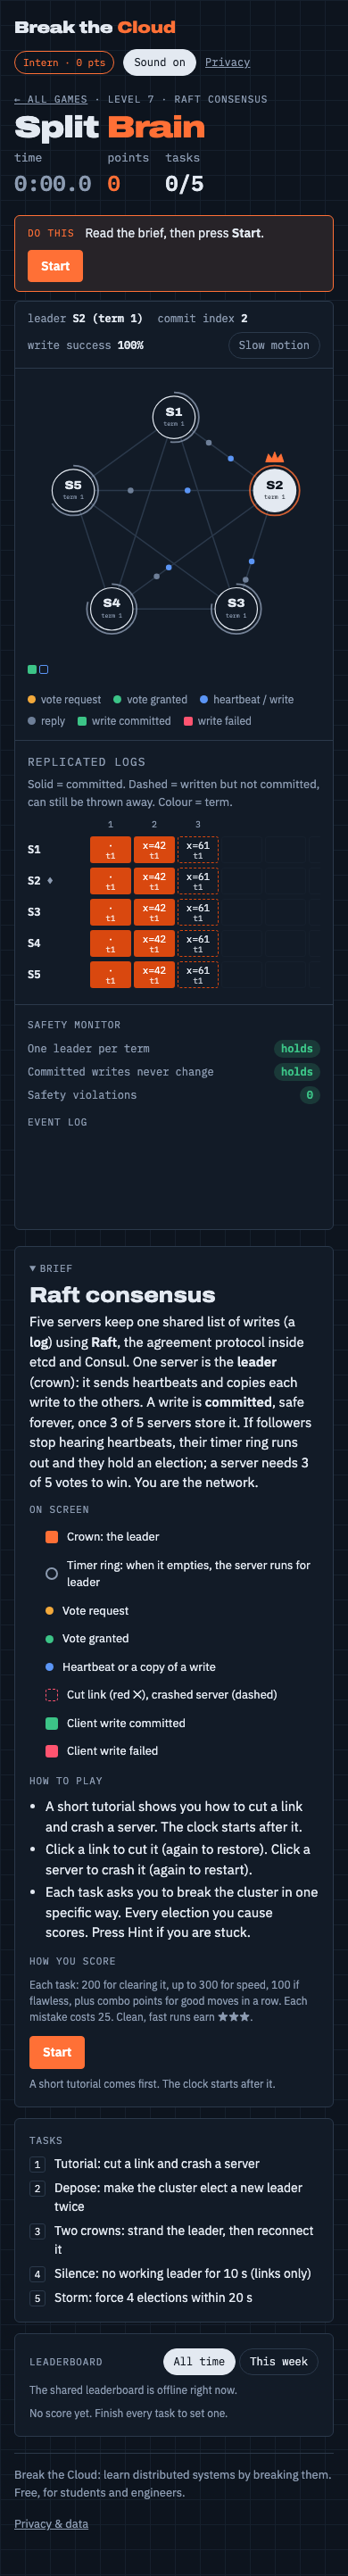 Break the Cloud
Intern · 0 pts
Sound on
Privacy
← ALL GAMES · LEVEL 7 · RAFT CONSENSUS
Split Brain
time points tasks
0:00.0 0 0/5
DO THIS Read the brief, then press Start.
Start
leader S2 (term 1) commit index 2
write success 100%
Slow motion
S1
term 1
S5
term 1
S2
term 1
S4
term 1
S3
term 1
vote request vote granted heartbeat / write
reply write committed write failed
REPLICATED LOGS
Solid = committed. Dashed = written but not committed,
can still be thrown away. Colour = term.
1 2 3
S1 · t1 x=42 t1 x=61 t1
S2 ♦ · t1 x=42 t1 x=61 t1
S3 · t1 x=42 t1 x=61 t1
S4 · t1 x=42 t1 x=61 t1
S5 · t1 x=42 t1 x=61 t1
SAFETY MONITOR
One leader per term holds
Committed writes never change holds
Safety violations 0
EVENT LOG
▼ BRIEF
Raft consensus
Five servers keep one shared list of writes (a
log) using Raft, the agreement protocol inside
etcd and Consul. One server is the leader
(crown): it sends heartbeats and copies each
write to the others. A write is committed, safe
forever, once 3 of 5 servers store it. If followers
stop hearing heartbeats, their timer ring runs
out and they hold an election; a server needs 3
of 5 votes to win. You are the network.
ON SCREEN
Crown: the leader
Timer ring: when it empties, the server runs for
leader
Vote request
Vote granted
Heartbeat or a copy of a write
Cut link (red ✕), crashed server (dashed)
Client write committed
Client write failed
HOW TO PLAY
• A short tutorial shows you how to cut a link
and crash a server. The clock starts after it.
• Click a link to cut it (again to restore). Click a
server to crash it (again to restart).
• Each task asks you to break the cluster in one
specific way. Every election you cause
scores. Press Hint if you are stuck.
HOW YOU SCORE
Each task: 200 for clearing it, up to 300 for speed, 100 if
flawless, plus combo points for good moves in a row. Each
mistake costs 25. Clean, fast runs earn ★★★.
Start
A short tutorial comes first. The clock starts after it.
TASKS
1 Tutorial: cut a link and crash a server
2 Depose: make the cluster elect a new leader
twice
3 Two crowns: strand the leader, then reconnect
it
4 Silence: no working leader for 10 s (links only)
5 Storm: force 4 elections within 20 s
LEADERBOARD
All time
This week
The shared leaderboard is offline right now.
No score yet. Finish every task to set one.
Break the Cloud: learn distributed systems by breaking them.
Free, for students and engineers.
Privacy & data